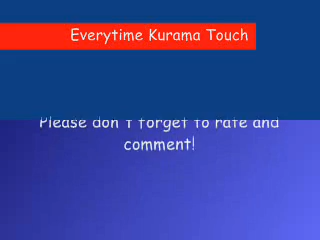 Everytime Kurama Touch
Please don't forget to rate and
comment!